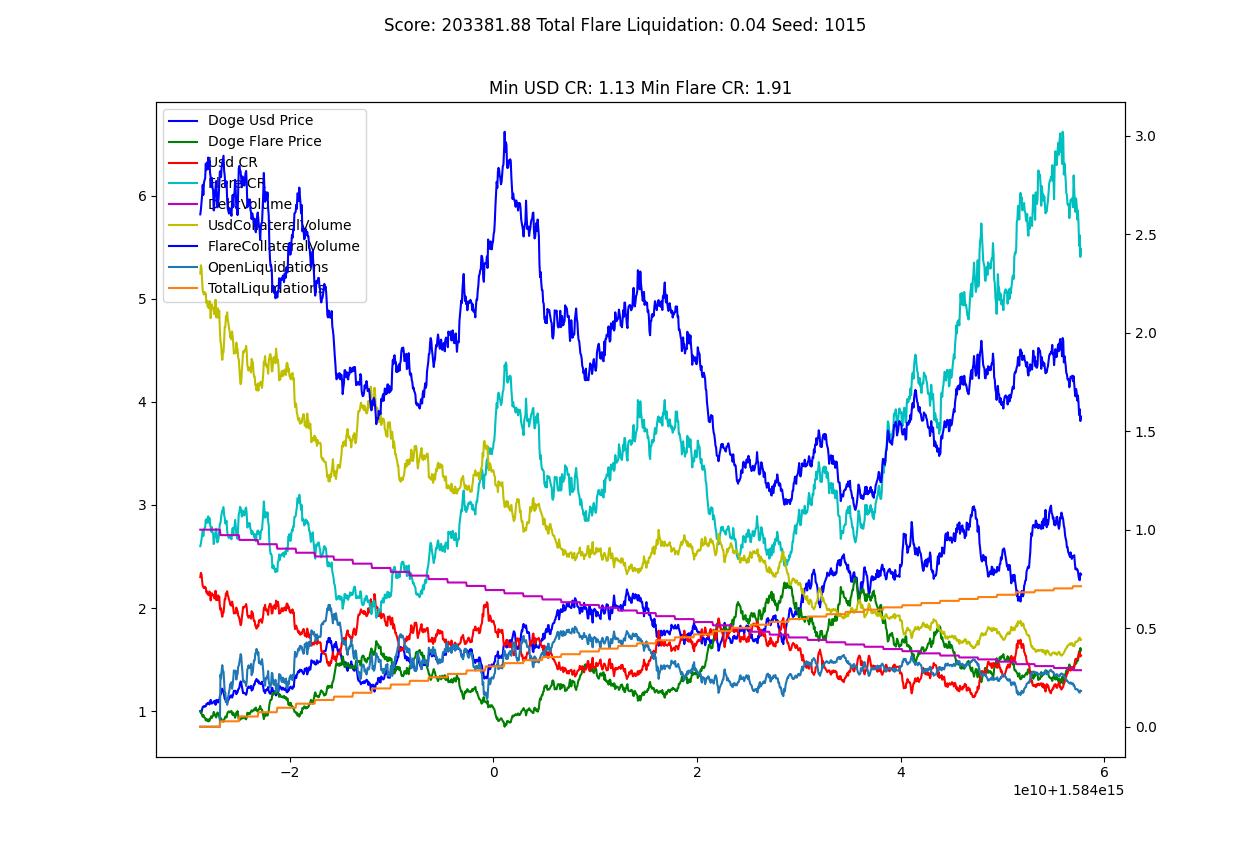 Score: 203381.88 Total Flare Liquidation: 0.04 Seed: 1015
Min USD CR: 1.13 Min Flare CR: 1.91
Doge Usd Price
Doge Flare Price
Usd CR
Flare CR
DebtVolume
UsdCollateralVolume
FlareCollateralVolume
OpenLiquidations
TotalLiquidations
6
5
4
3
2
1
3.0
2.5
2.0
1.5
1.0
0.5
0.0
−2
0
2
4
6
1e10+1.584e15